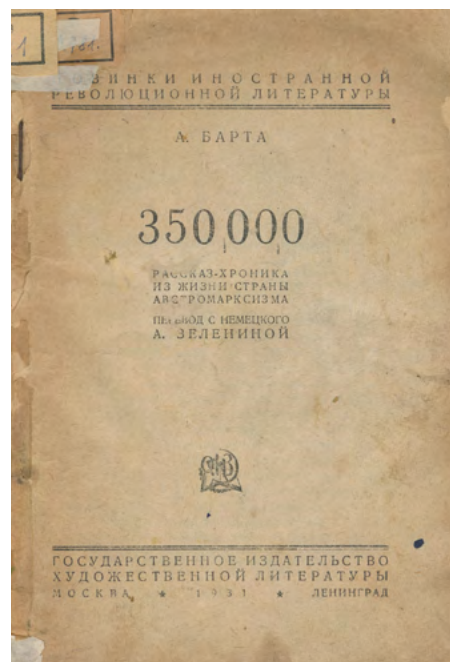 НОВИНКИ ИНОСТРАННОЙ
РЕВОЛЮЦИОННОЙ ЛИТЕРАТУРЫ
А. БАРТА
350 000
РАССКАЗ-ХРОНИКА
ИЗ ЖИЗНИ СТРАНЫ
АВСТРОМАРКСИЗМА
ПЕРЕВОД С НЕМЕЦКОГО
А. ЗЕЛЕНИНОЙ
ГОСУДАРСТВЕННОЕ ИЗДАТЕЛЬСТВО
ХУДОЖЕСТВЕННОЙ ЛИТЕРАТУРЫ
МОСКВА ★ 1931 ★ ЛЕНИНГРАД